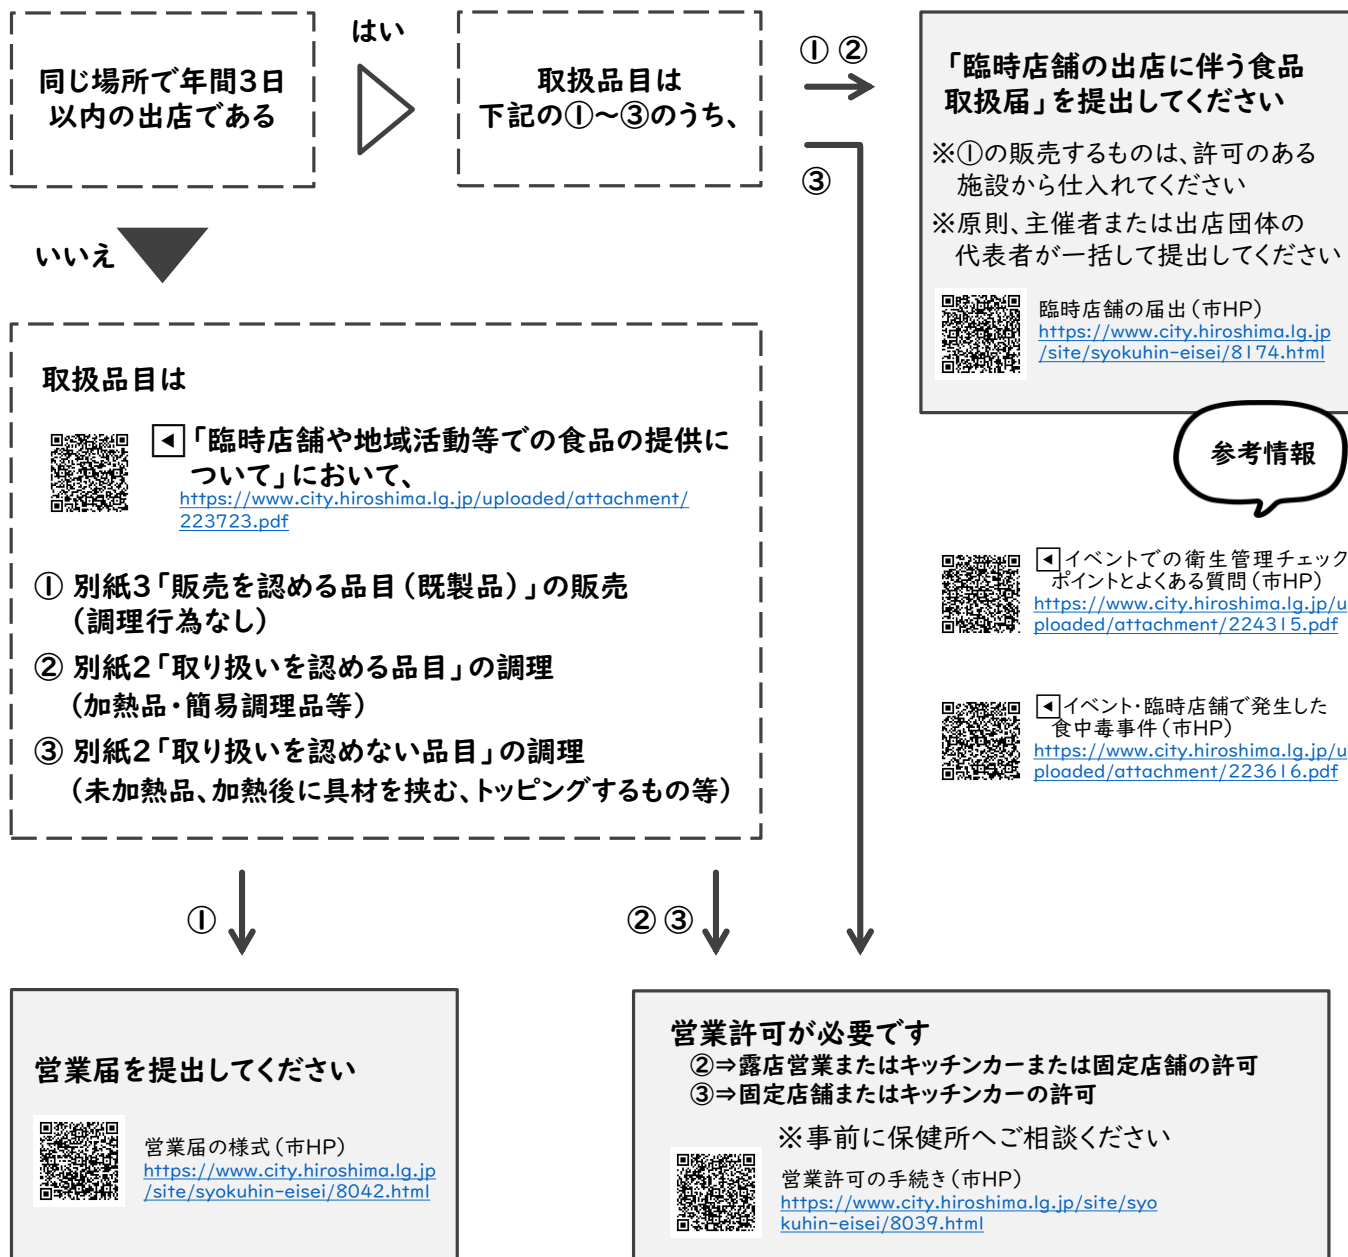 同じ場所で年間3日
以内の出店である
はい
取扱品目は
下記の①~③のうち、
① ②
③
いいえ
「臨時店舗の出店に伴う食品
取扱届」を提出してください
※①の販売するものは、許可のある
施設から仕入れてください
※原則、主催者または出店団体の
代表者が一括して提出してください
臨時店舗の届出(市HP)
https://www.city.hiroshima.lg.jp
/site/syokuhin-eisei/8174.html
取扱品目は
◀「臨時店舗や地域活動等での食品の提供に
ついて」において、
https://www.city.hiroshima.lg.jp/uploaded/attachment/
223723.pdf
① 別紙3「販売を認める品目(既製品)」の販売
(調理行為なし)
② 別紙2「取り扱いを認める品目」の調理
(加熱品・簡易調理品等)
③ 別紙2「取り扱いを認めない品目」の調理
(未加熱品、加熱後に具材を挟む、トッピングするもの等)
参考情報
◀イベントでの衛生管理チェック
ポイントとよくある質問(市HP)
https://www.city.hiroshima.lg.jp/u
ploaded/attachment/224315.pdf
◀イベント・臨時店舗で発生した
食中毒事件(市HP)
https://www.city.hiroshima.lg.jp/u
ploaded/attachment/223616.pdf
①
② ③
営業届を提出してください
営業届の様式(市HP)
https://www.city.hiroshima.lg.jp
/site/syokuhin-eisei/8042.html
営業許可が必要です
②⇒露店営業またはキッチンカーまたは固定店舗の許可
③⇒固定店舗またはキッチンカーの許可
※事前に保健所へご相談ください
営業許可の手続き(市HP)
https://www.city.hiroshima.lg.jp/site/syo
kuhin-eisei/8039.html